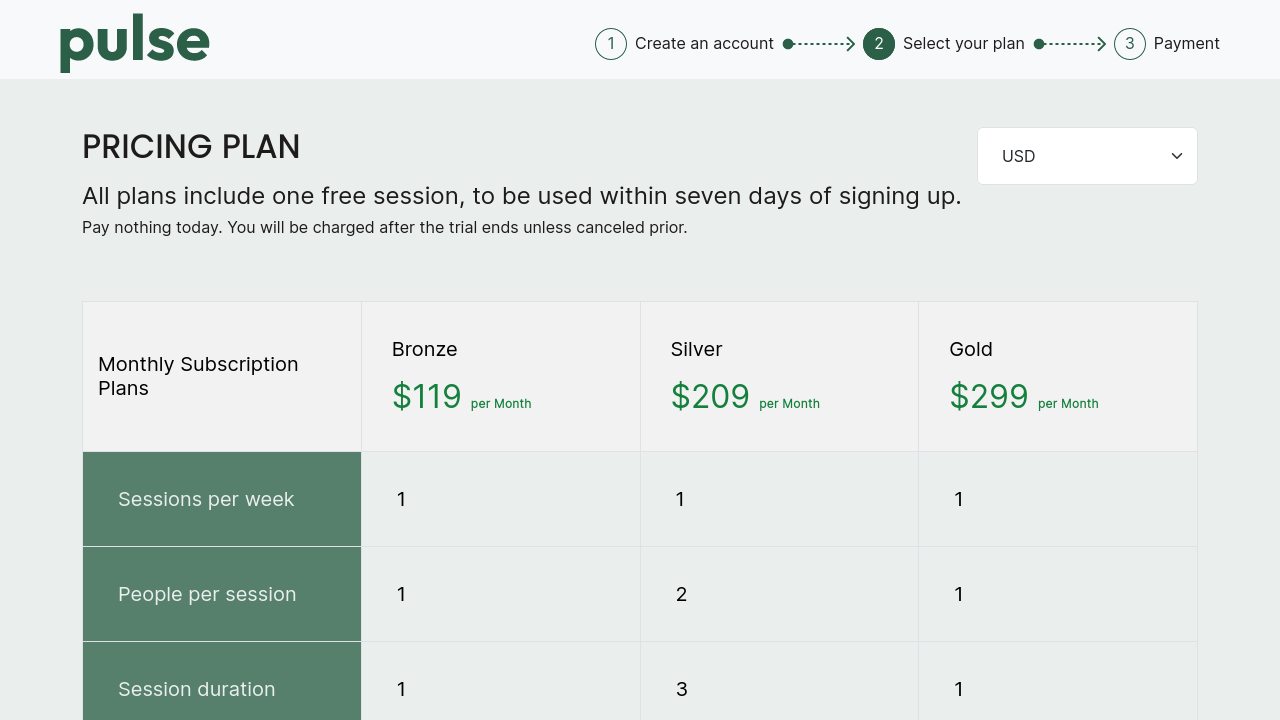 pulse
1 Create an account 2 Select your plan 3 Payment
PRICING PLAN
USD
All plans include one free session, to be used within seven days of signing up.
Pay nothing today. You will be charged after the trial ends unless canceled prior.
Monthly Subscription
Plans
Bronze
$119 per Month
Silver
$209 per Month
Gold
$299 per Month
Sessions per week 1 1 1
People per session 1 2 1
Session duration 1 3 1